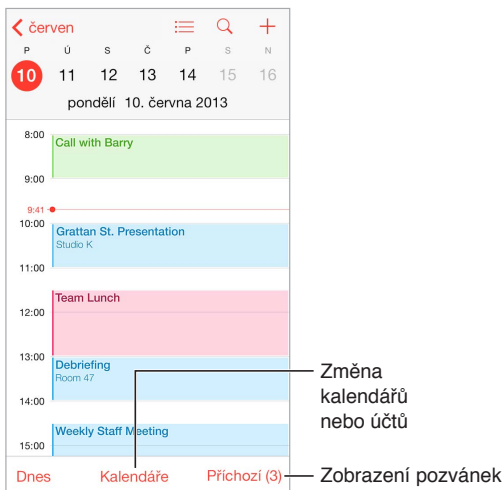 červen
P Ú S Č P S N
10 11 12 13 14 15 16
pondělí 10. června 2013
8:00
Call with Barry
9:00
9:41
10:00
Grattan St. Presentation
Studio K
11:00
Team Lunch
12:00
13:00
Debriefing
Room 47
14:00
Weekly Staff Meeting
15:00
Dnes Kalendáře Příchozí (3)
Změna
kalendářů
nebo účtů
Zobrazení pozvánek